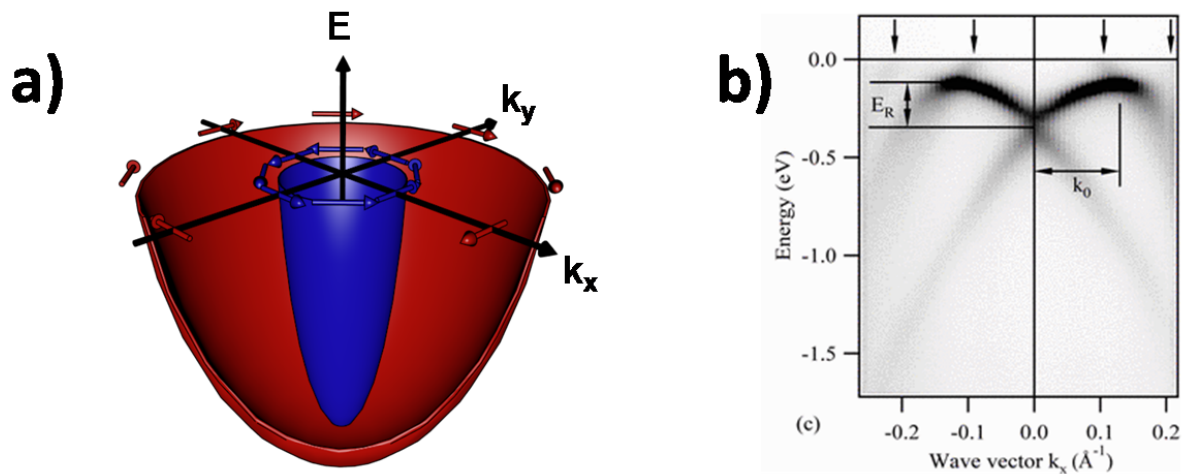 a)
E
k_y
k_x
b)
0.0
-0.5
-1.0
-1.5
Energy (eV)
E_R
k_0
(c)
-0.2 -0.1 0.0 0.1 0.2
Wave vector k_x (Å⁻¹)